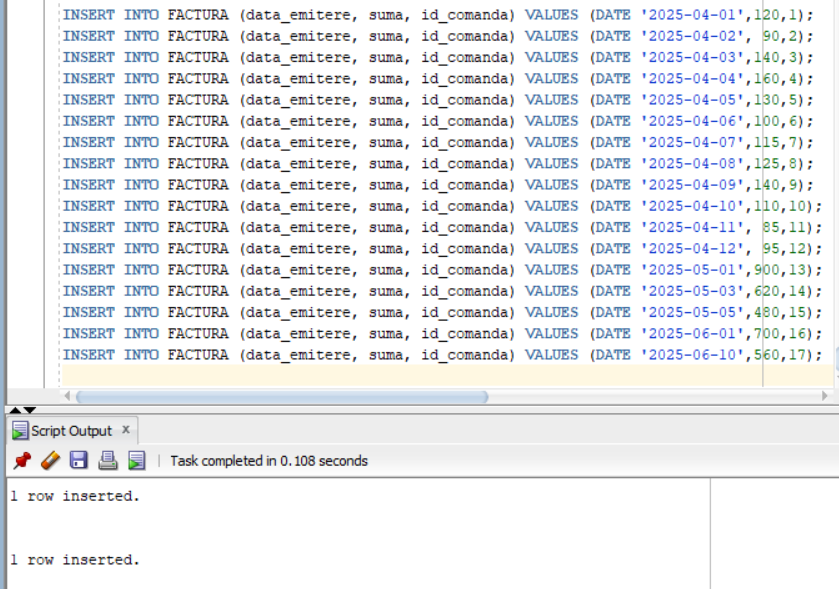 INSERT INTO FACTURA (data_emitere, suma, id_comanda) VALUES (DATE '2025-04-01',120,1);
INSERT INTO FACTURA (data_emitere, suma, id_comanda) VALUES (DATE '2025-04-02', 90,2);
INSERT INTO FACTURA (data_emitere, suma, id_comanda) VALUES (DATE '2025-04-03',140,3);
INSERT INTO FACTURA (data_emitere, suma, id_comanda) VALUES (DATE '2025-04-04',160,4);
INSERT INTO FACTURA (data_emitere, suma, id_comanda) VALUES (DATE '2025-04-05',130,5);
INSERT INTO FACTURA (data_emitere, suma, id_comanda) VALUES (DATE '2025-04-06',100,6);
INSERT INTO FACTURA (data_emitere, suma, id_comanda) VALUES (DATE '2025-04-07',115,7);
INSERT INTO FACTURA (data_emitere, suma, id_comanda) VALUES (DATE '2025-04-08',125,8);
INSERT INTO FACTURA (data_emitere, suma, id_comanda) VALUES (DATE '2025-04-09',140,9);
INSERT INTO FACTURA (data_emitere, suma, id_comanda) VALUES (DATE '2025-04-10',110,10);
INSERT INTO FACTURA (data_emitere, suma, id_comanda) VALUES (DATE '2025-04-11', 85,11);
INSERT INTO FACTURA (data_emitere, suma, id_comanda) VALUES (DATE '2025-04-12', 95,12);
INSERT INTO FACTURA (data_emitere, suma, id_comanda) VALUES (DATE '2025-05-01',900,13);
INSERT INTO FACTURA (data_emitere, suma, id_comanda) VALUES (DATE '2025-05-03',620,14);
INSERT INTO FACTURA (data_emitere, suma, id_comanda) VALUES (DATE '2025-05-05',480,15);
INSERT INTO FACTURA (data_emitere, suma, id_comanda) VALUES (DATE '2025-06-01',700,16);
INSERT INTO FACTURA (data_emitere, suma, id_comanda) VALUES (DATE '2025-06-10',560,17);
Script Output x
Task completed in 0.108 seconds
1 row inserted.
1 row inserted.